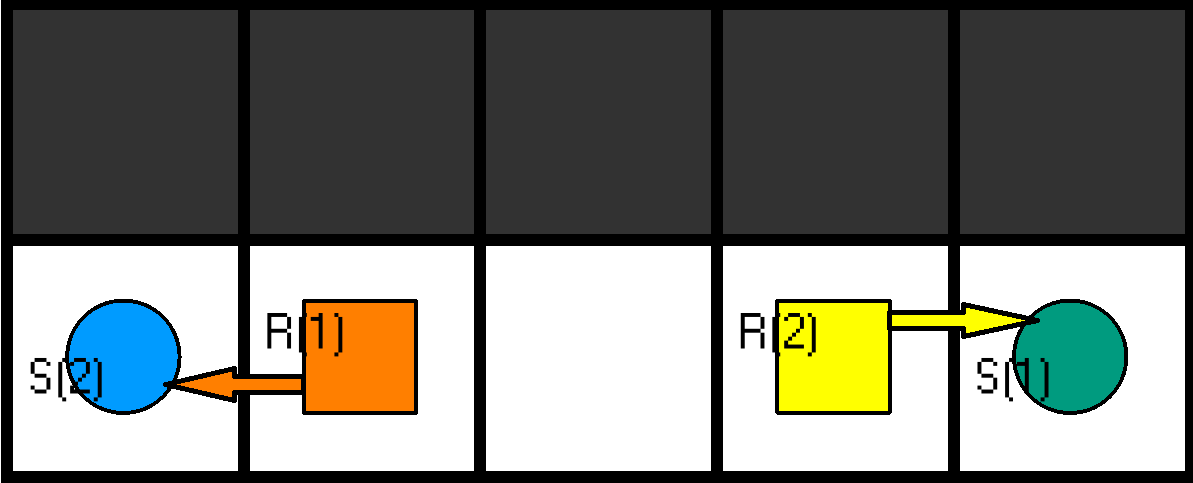 S(2)
R(1)
R(2)
S(1)